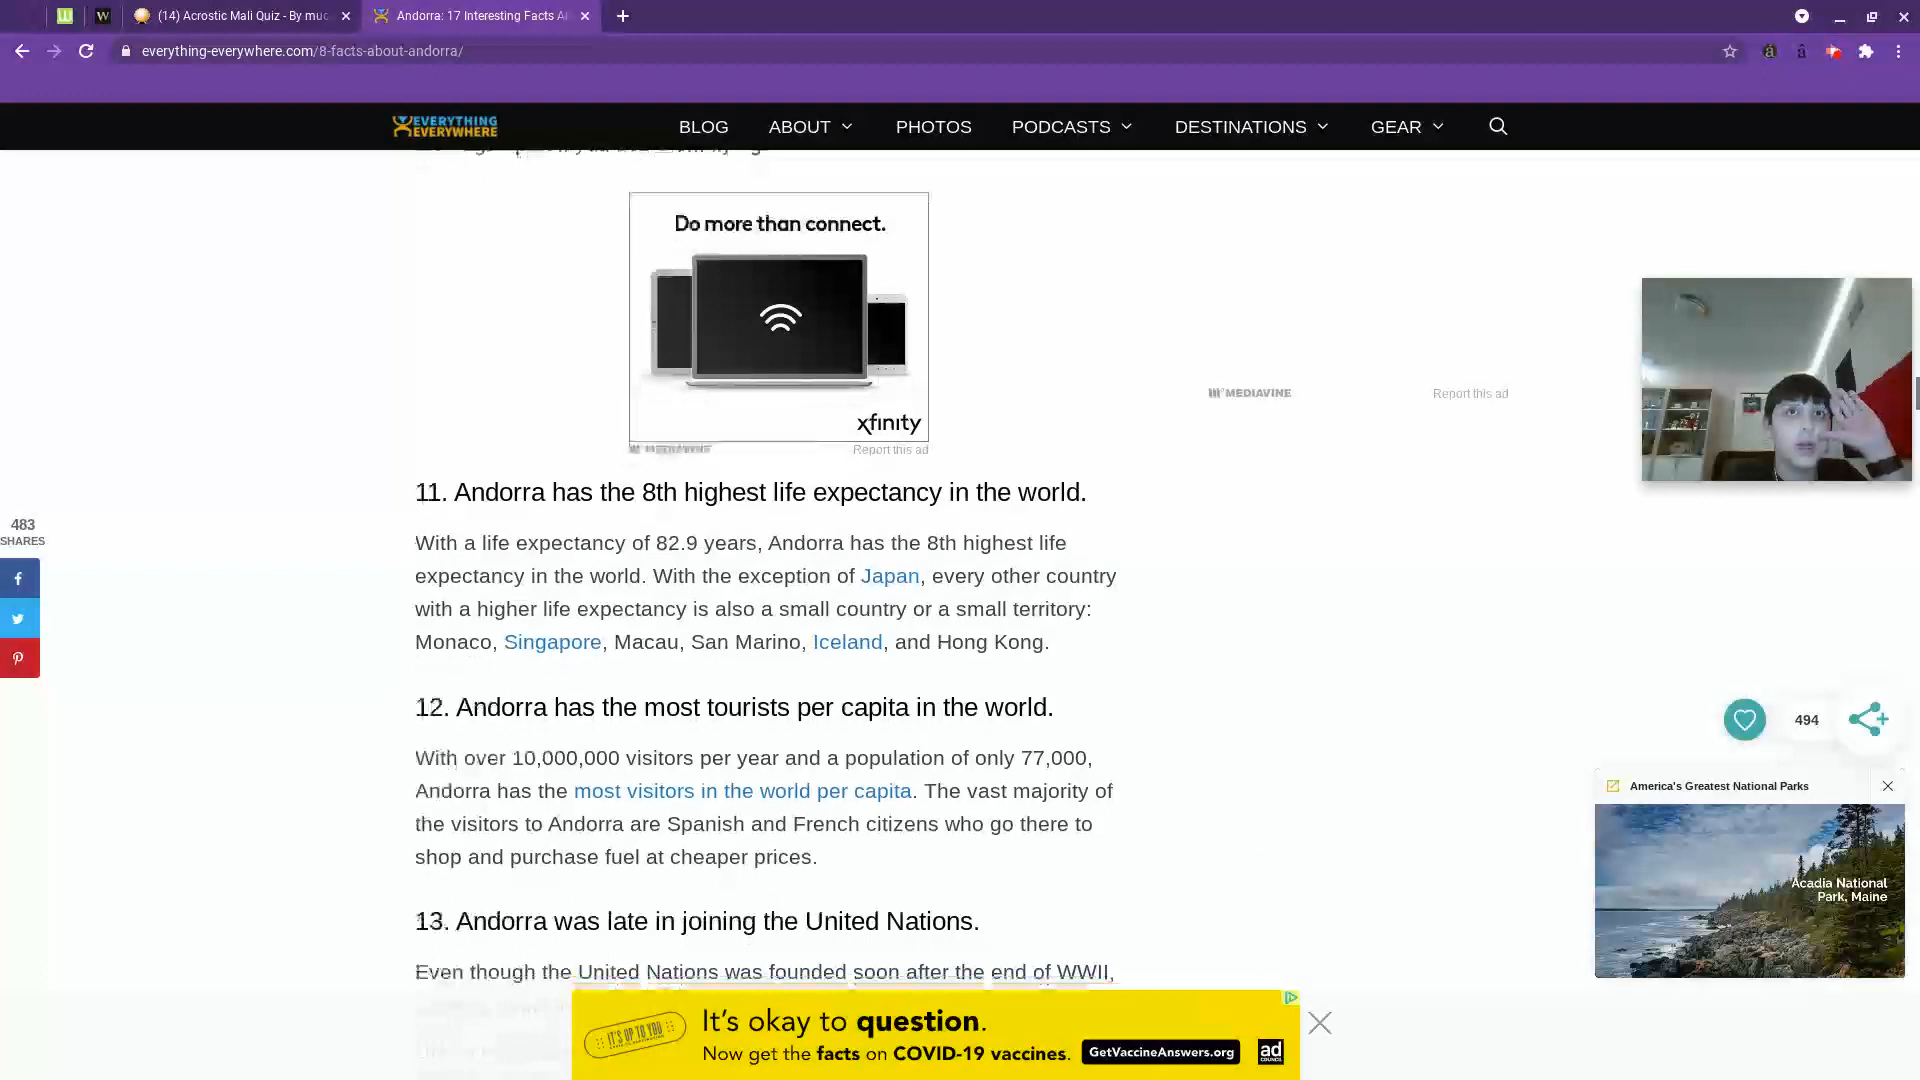 (14) Acrostic Mali Quiz - By muc
Andorra: 17 Interesting Facts A
everything-everywhere.com/8-facts-about-andorra/
EVERYTHING
EVERYWHERE
BLOG
ABOUT
PHOTOS
PODCASTS
DESTINATIONS
GEAR
Do more than connect.
xfinity
Report this ad
MEDIAVINE
Report this ad
11. Andorra has the 8th highest life expectancy in the world.
With a life expectancy of 82.9 years, Andorra has the 8th highest life
expectancy in the world. With the exception of Japan, every other country
with a higher life expectancy is also a small country or a small territory:
Monaco, Singapore, Macau, San Marino, Iceland, and Hong Kong.
483
SHARES
12. Andorra has the most tourists per capita in the world.
With over 10,000,000 visitors per year and a population of only 77,000,
Andorra has the most visitors in the world per capita. The vast majority of
the visitors to Andorra are Spanish and French citizens who go there to
shop and purchase fuel at cheaper prices.
494
America's Greatest National Parks
Acadia National
Park, Maine
13. Andorra was late in joining the United Nations.
Even though the United Nations was founded soon after the end of WWII,
IT'S UP TO YOU
It's okay to question.
Now get the facts on COVID-19 vaccines.
GetVaccineAnswers.org
ad
COUNCIL